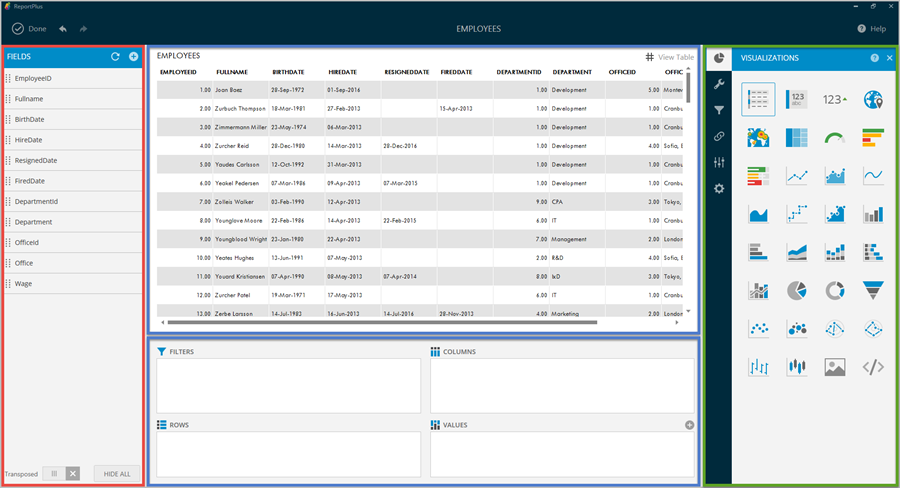 ReportPlus
Done
EMPLOYEES
Help
FIELDS
EmployeeID
Fullname
BirthDate
HireDate
ResignedDate
FiredDate
DepartmentId
Department
OfficeId
Office
Wage
Transposed
HIDE ALL
EMPLOYEES
View Table
EMPLOYEEID FULLNAME BIRTHDATE HIREDATE RESIGNEDDATE FIREDDATE DEPARTMENTID DEPARTMENT OFFICEID OFFIC
1.00 Joan Baez 28-Sep-1972 01-Sep-2016 1.00 Development 5.00 Montev
2.00 Zurbuch Thompson 18-Mar-1981 27-Feb-2013 15-Apr-2013 1.00 Development 1.00 Cranbu
3.00 Zimmermann Miller 23-May-1974 06-Mar-2013 1.00 Development 1.00 Cranbu
4.00 Zurcher Reid 28-Dec-1980 14-Mar-2013 28-Dec-2016 1.00 Development 4.00 Sofia, B
5.00 Youdes Carlsson 12-Oct-1992 31-Mar-2013 1.00 Development 1.00 Cranbu
6.00 Yeakel Pedersen 07-Mar-1986 09-Apr-2013 07-Mar-2015 1.00 Development 1.00 Cranbu
7.00 Zolleis Walker 03-Feb-1990 12-Apr-2013 9.00 CPA 3.00 Tokyo,
8.00 Younglove Moore 22-Feb-1986 14-Apr-2013 22-Feb-2015 6.00 IT 1.00 Cranbu
9.00 Youngblood Wright 23-Jan-1980 22-Apr-2013 7.00 Management 2.00 London
10.00 Yeates Hughes 13-Jun-1991 07-May-2013 2.00 R&D 4.00 Sofia, B
11.00 Youard Kristiansen 07-Apr-1990 08-May-2013 07-Apr-2014 8.00 IxD 3.00 Tokyo,
12.00 Zurcher Patel 19-Mar-1971 17-May-2013 6.00 IT 1.00 Cranbu
13.00 Zerbe Larsson 14-Jul-1983 16-Jun-2013 14-Jul-2016 28-Nov-2013 4.00 Marketing 2.00 London
FILTERS
COLUMNS
ROWS
VALUES
VISUALIZATIONS
123
abc
123